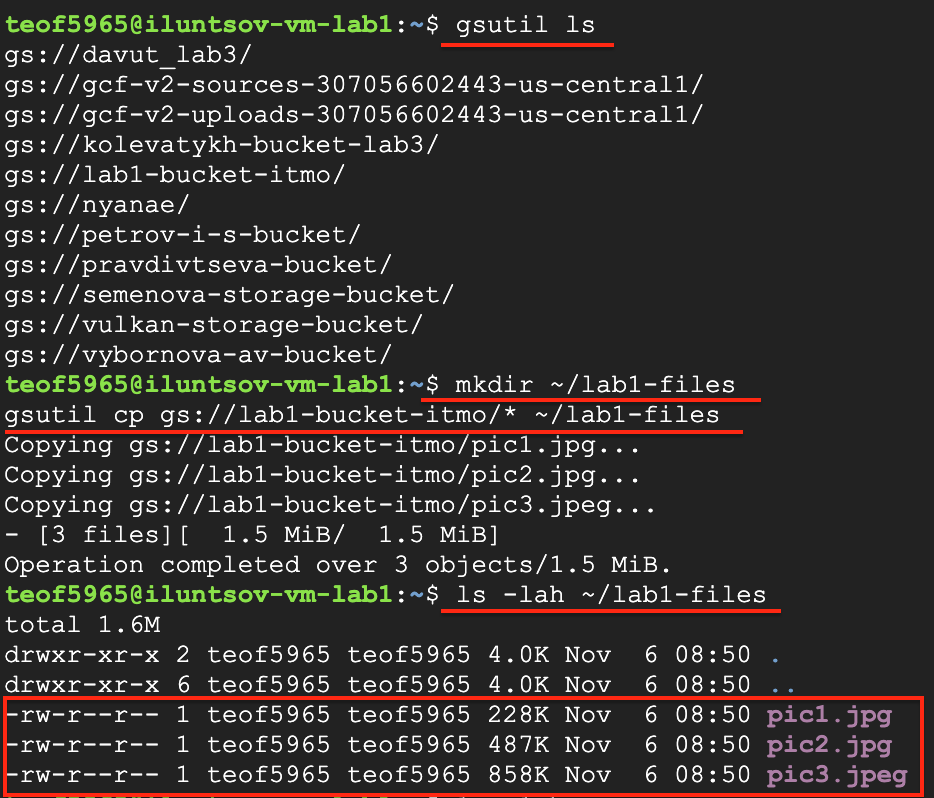 teof5965@iluntsov-vm-lab1:~$ gsutil ls
gs://davut_lab3/
gs://gcf-v2-sources-307056602443-us-central1/
gs://gcf-v2-uploads-307056602443-us-central1/
gs://kolevatykh-bucket-lab3/
gs://lab1-bucket-itmo/
gs://nyanae/
gs://petrov-i-s-bucket/
gs://pravdivtseva-bucket/
gs://semenova-storage-bucket/
gs://vulkan-storage-bucket/
gs://vybornova-av-bucket/
teof5965@iluntsov-vm-lab1:~$ mkdir ~/lab1-files
gsutil cp gs://lab1-bucket-itmo/* ~/lab1-files
Copying gs://lab1-bucket-itmo/pic1.jpg...
Copying gs://lab1-bucket-itmo/pic2.jpg...
Copying gs://lab1-bucket-itmo/pic3.jpeg...
- [3 files][  1.5 MiB/  1.5 MiB]
Operation completed over 3 objects/1.5 MiB.
teof5965@iluntsov-vm-lab1:~$ ls -lah ~/lab1-files
total 1.6M
drwxr-xr-x 2 teof5965 teof5965 4.0K Nov  6 08:50 .
drwxr-xr-x 6 teof5965 teof5965 4.0K Nov  6 08:50 ..
-rw-r--r-- 1 teof5965 teof5965 228K Nov  6 08:50 pic1.jpg
-rw-r--r-- 1 teof5965 teof5965 487K Nov  6 08:50 pic2.jpg
-rw-r--r-- 1 teof5965 teof5965 858K Nov  6 08:50 pic3.jpeg